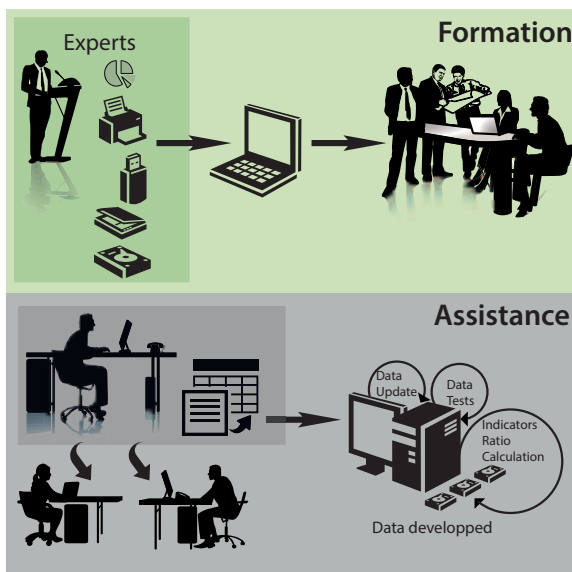 Formation
Experts
Assistance
Data
Update
Data
Tests
Indicators
Ratio
Calculation
Data developped